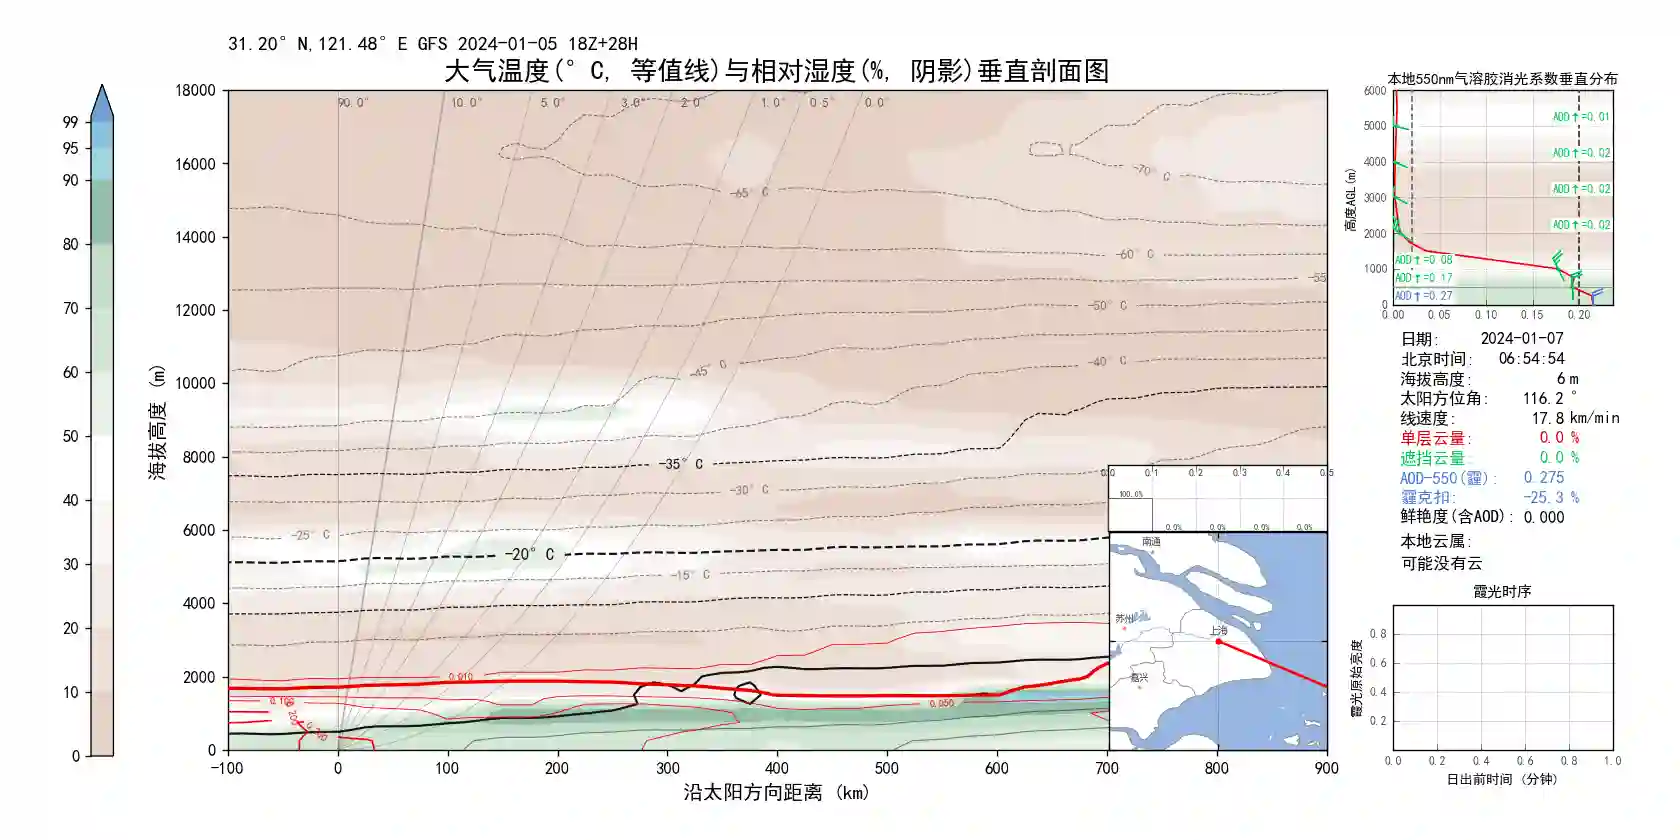 31.20° N,121.48° E GFS 2024-01-05 18Z+28H
大气温度(° C, 等值线)与相对湿度(%, 阴影)垂直剖面图
99
95
90
80
70
60
50
40
30
20
10
0
海拔高度 (m)
18000
16000
14000
12000
10000
8000
6000
4000
2000
0
90.0° 10.0° 5.0° 3.0° 2.0 1.0° 0.5° 0.0°
-70° C
-65° C
-60° C
-55
-50° C
-45° C
-40° C
-35° C
-30° C
-25° C
-20° C
-15° C
0.010
0.050
-100 0 100 200 300 400 500 600 700 800 900
沿太阳方向距离 (km)
0.0 0.1 0.2 0.3 0.4 0.5
100.0%
0.0% 0.0% 0.0% 0.0%
南通
苏州
上海
嘉兴
本地550nm气溶胶消光系数垂直分布
高度AGL(m)
6000
5000
4000
3000
2000
1000
0
AOD↑=0.01
AOD↑=0.02
AOD↑=0.02
AOD↑=0.02
AOD↑=0.08
AOD↑=0.17
AOD↑=0.27
0.00 0.05 0.10 0.15 0.20
日期: 2024-01-07
北京时间: 06:54:54
海拔高度: 6 m
太阳方位角: 116.2 °
线速度: 17.8 km/min
单层云量: 0.0 %
遮挡云量: 0.0 %
AOD-550(霾): 0.275
霾克扣: -25.3 %
鲜艳度(含AOD): 0.000
本地云属:
可能没有云
霞光时序
霞光原始亮度
0.8
0.6
0.4
0.2
0.0 0.2 0.4 0.6 0.8 1.0
日出前时间 (分钟)